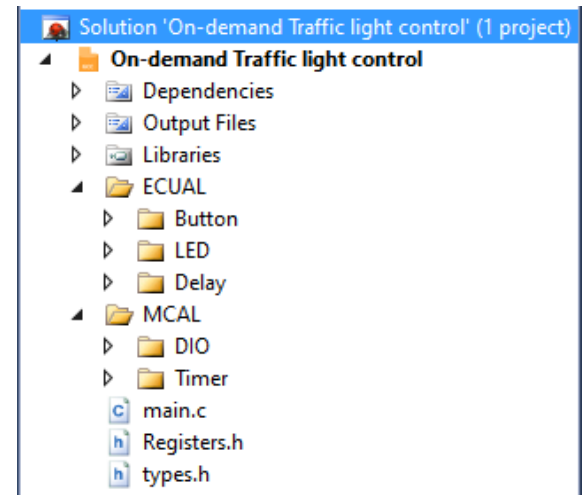 Solution 'On-demand Traffic light control' (1 project)
On-demand Traffic light control
Dependencies
Output Files
Libraries
ECUAL
Button
LED
Delay
MCAL
DIO
Timer
main.c
Registers.h
types.h